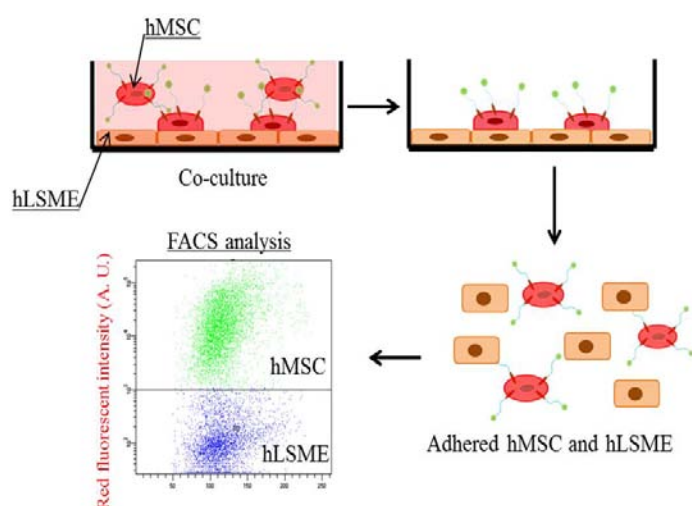 hMSC
hLSME
Co-culture
FACS analysis
Red fluorescent intensity (A. U.)
hMSC
hLSME
50
100
150
200
250
Adhered hMSC and hLSME